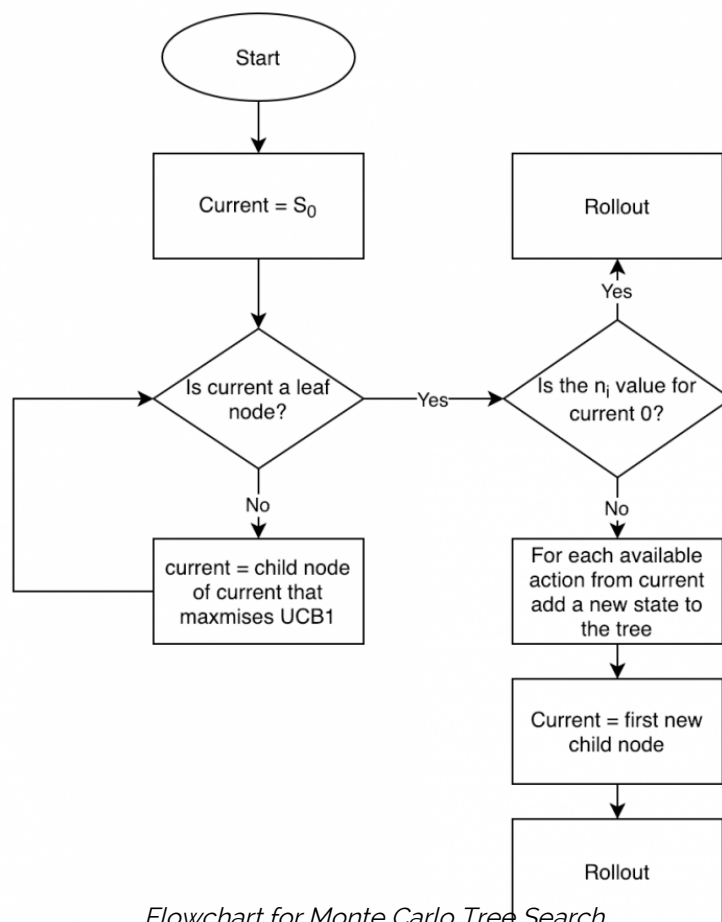 Start
Current = S₀
Rollout
Yes
Is current a leaf
node?
Yes
Is the nᵢ value for
current 0?
No
No
current = child node
of current that
maxmises UCB1
For each available
action from current
add a new state to
the tree
Current = first new
child node
Rollout
Flowchart for Monte Carlo Tree Search